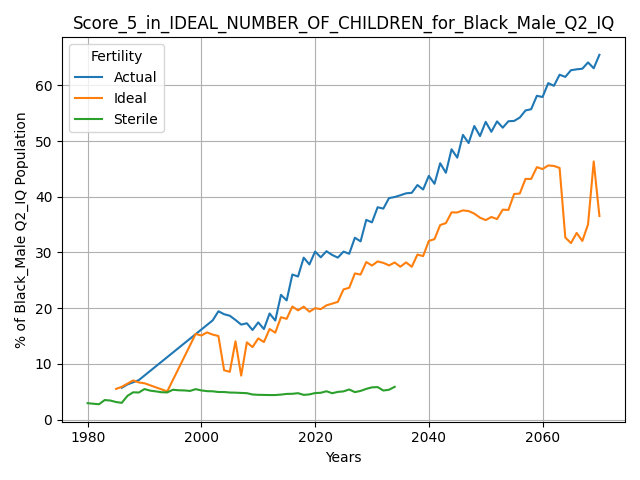 Score_5_in_IDEAL_NUMBER_OF_CHILDREN_for_Black_Male_Q2_IQ
Fertility
Actual
Ideal
Sterile
% of Black_Male Q2_IQ Population
60
50
40
30
20
10
0
1980 2000 2020 2040 2060
Years